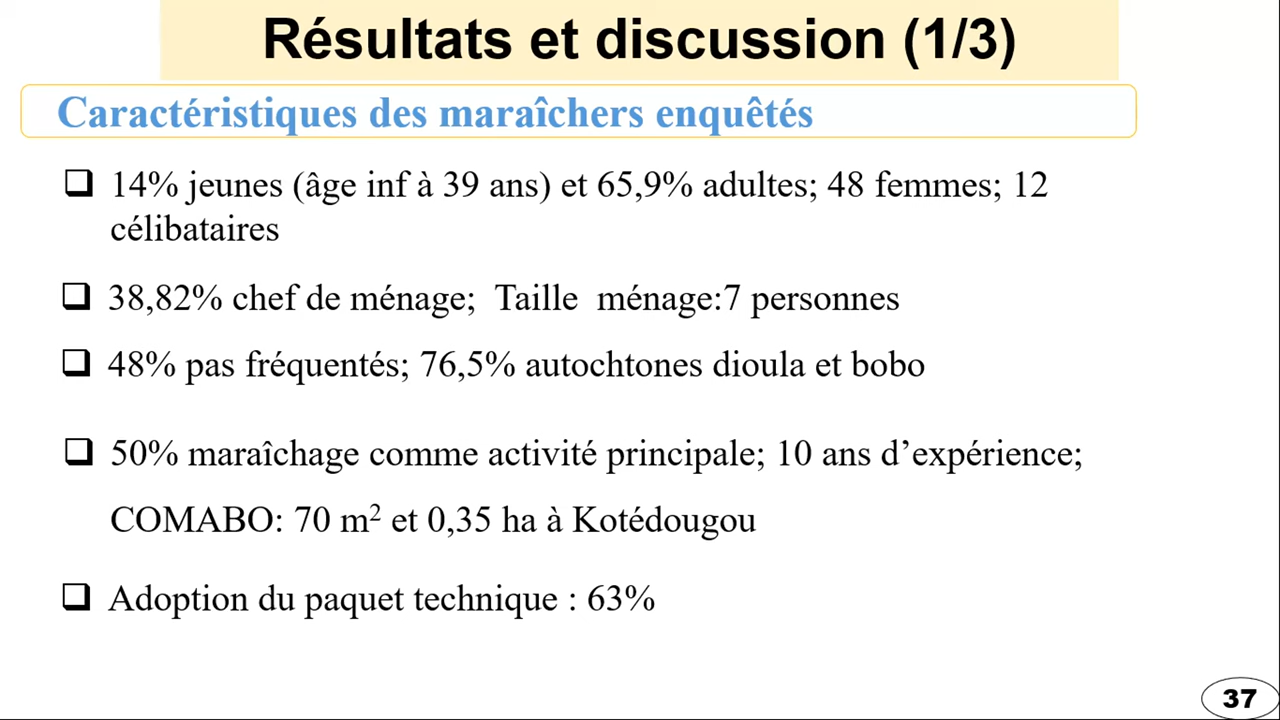 Résultats et discussion (1/3)
Caractéristiques des maraîchers enquêtés
❑ 14% jeunes (âge inf à 39 ans) et 65,9% adultes; 48 femmes; 12
célibataires
❑ 38,82% chef de ménage; Taille ménage:7 personnes
❑ 48% pas fréquentés; 76,5% autochtones dioula et bobo
❑ 50% maraîchage comme activité principale; 10 ans d’expérience;
COMABO: 70 m² et 0,35 ha à Kotédougou
❑ Adoption du paquet technique : 63%
37